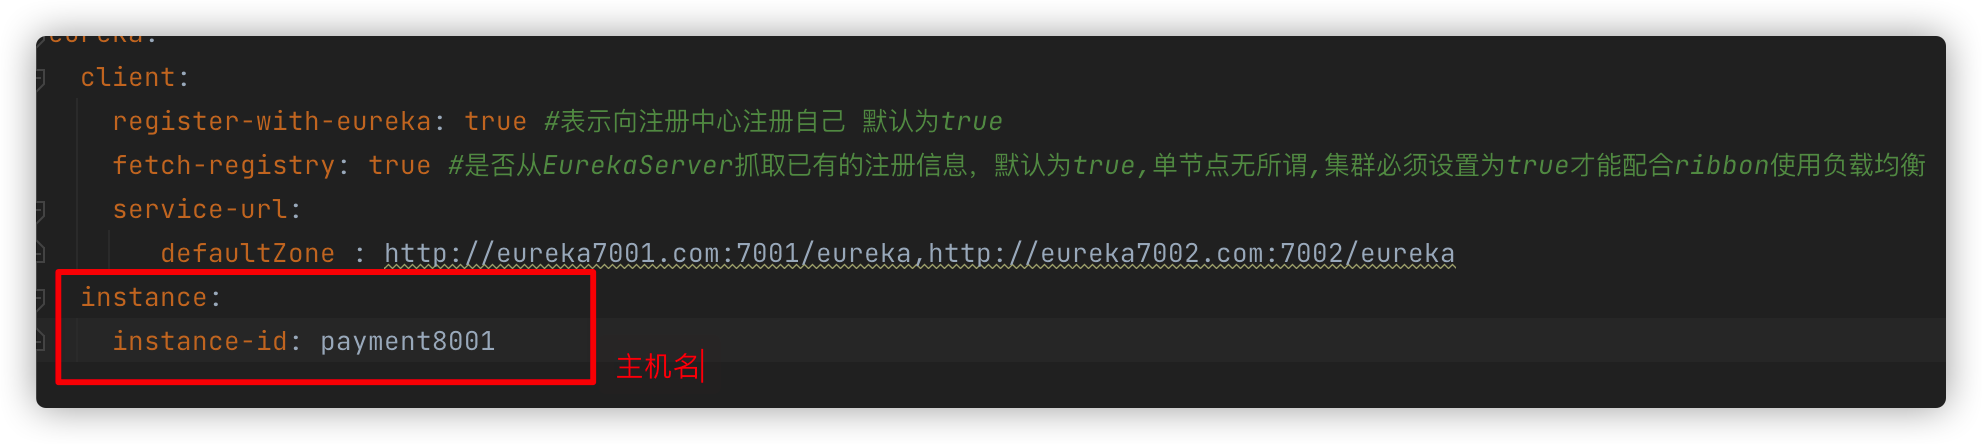 eureka:
client:
register-with-eureka: true #表示向注册中心注册自己 默认为true
fetch-registry: true #是否从EurekaServer抓取已有的注册信息，默认为true,单节点无所谓,集群必须设置为true才能配合ribbon使用负载均衡
service-url:
defaultZone : http://eureka7001.com:7001/eureka,http://eureka7002.com:7002/eureka
instance:
instance-id: payment8001
主机名